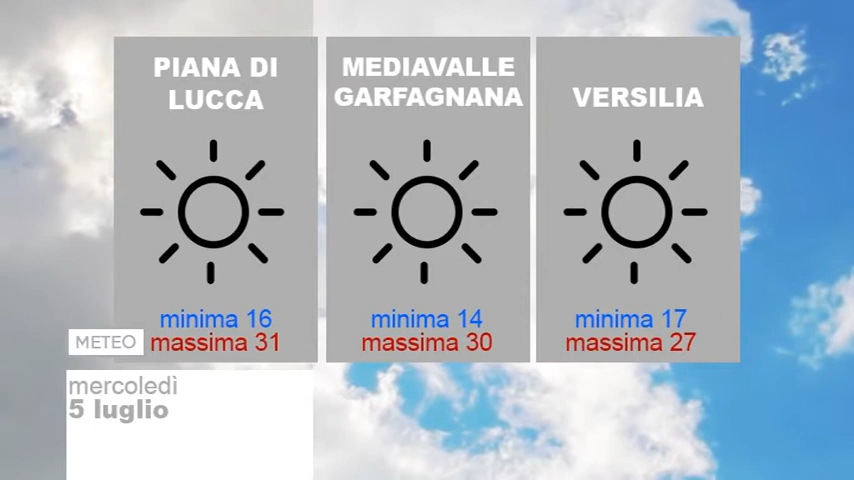 PIANA DI
LUCCA
minima 16
massima 31
MEDIAVALLE
GARFAGNANA
minima 14
massima 30
VERSILIA
minima 17
massima 27
METEO
mercoledì
5 luglio